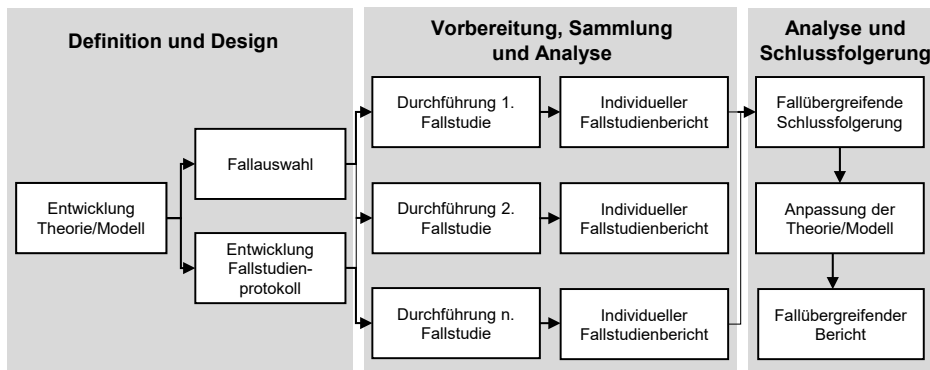 Definition und Design
Entwicklung
Theorie/Modell
Fallauswahl
Entwicklung
Fallstudien-
protokoll
Vorbereitung, Sammlung
und Analyse
Durchführung 1.
Fallstudie
Individueller
Fallstudienbericht
Durchführung 2.
Fallstudie
Individueller
Fallstudienbericht
Durchführung n.
Fallstudie
Individueller
Fallstudienbericht
Analyse und
Schlussfolgerung
Fallübergreifende
Schlussfolgerung
Anpassung der
Theorie/Modell
Fallübergreifender
Bericht